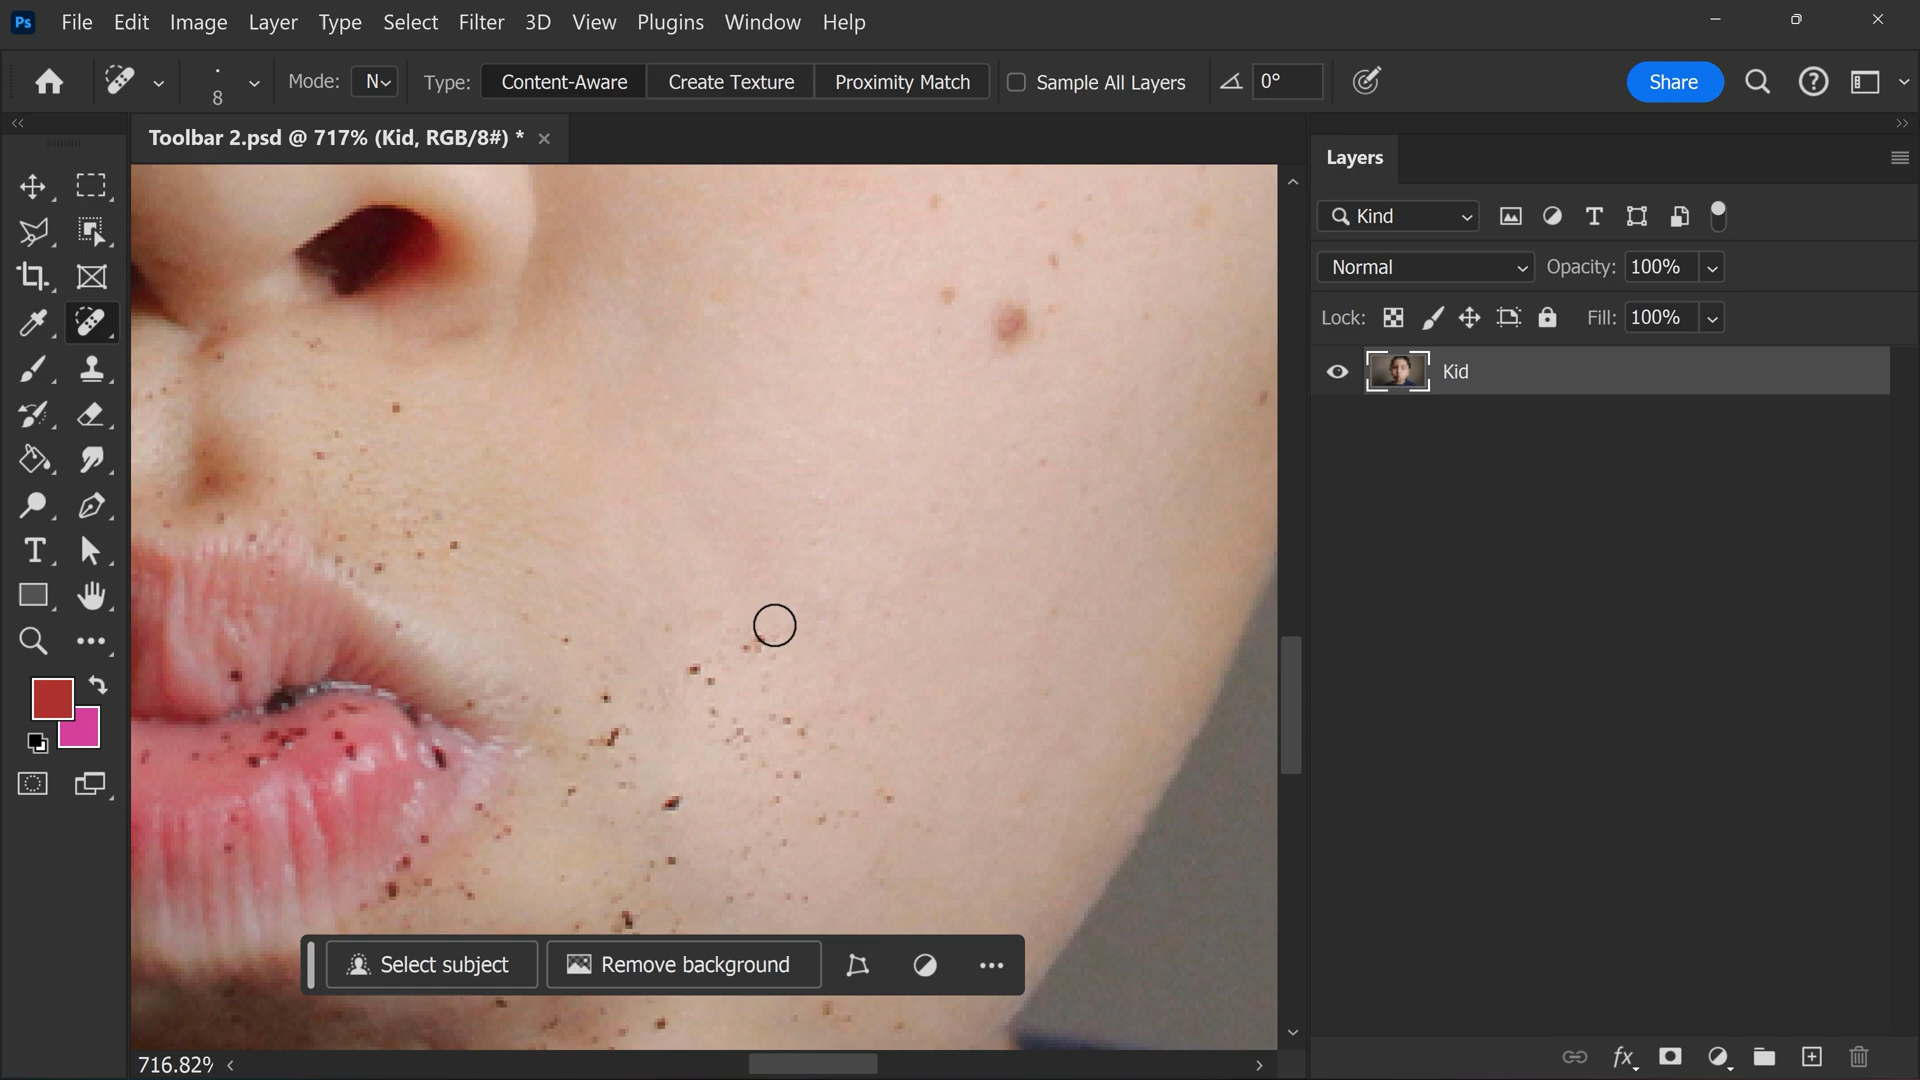 Ps File Edit Image Layer Type Select Filter 3D View Plugins Window Help
8 Mode: N Type: Content-Aware Create Texture Proximity Match Sample All Layers 0° Share
Toolbar 2.psd @ 717% (Kid, RGB/8#) *
Layers
Kind
Normal Opacity: 100%
Lock: Fill: 100%
Kid
Select subject Remove background
716.82%
fx